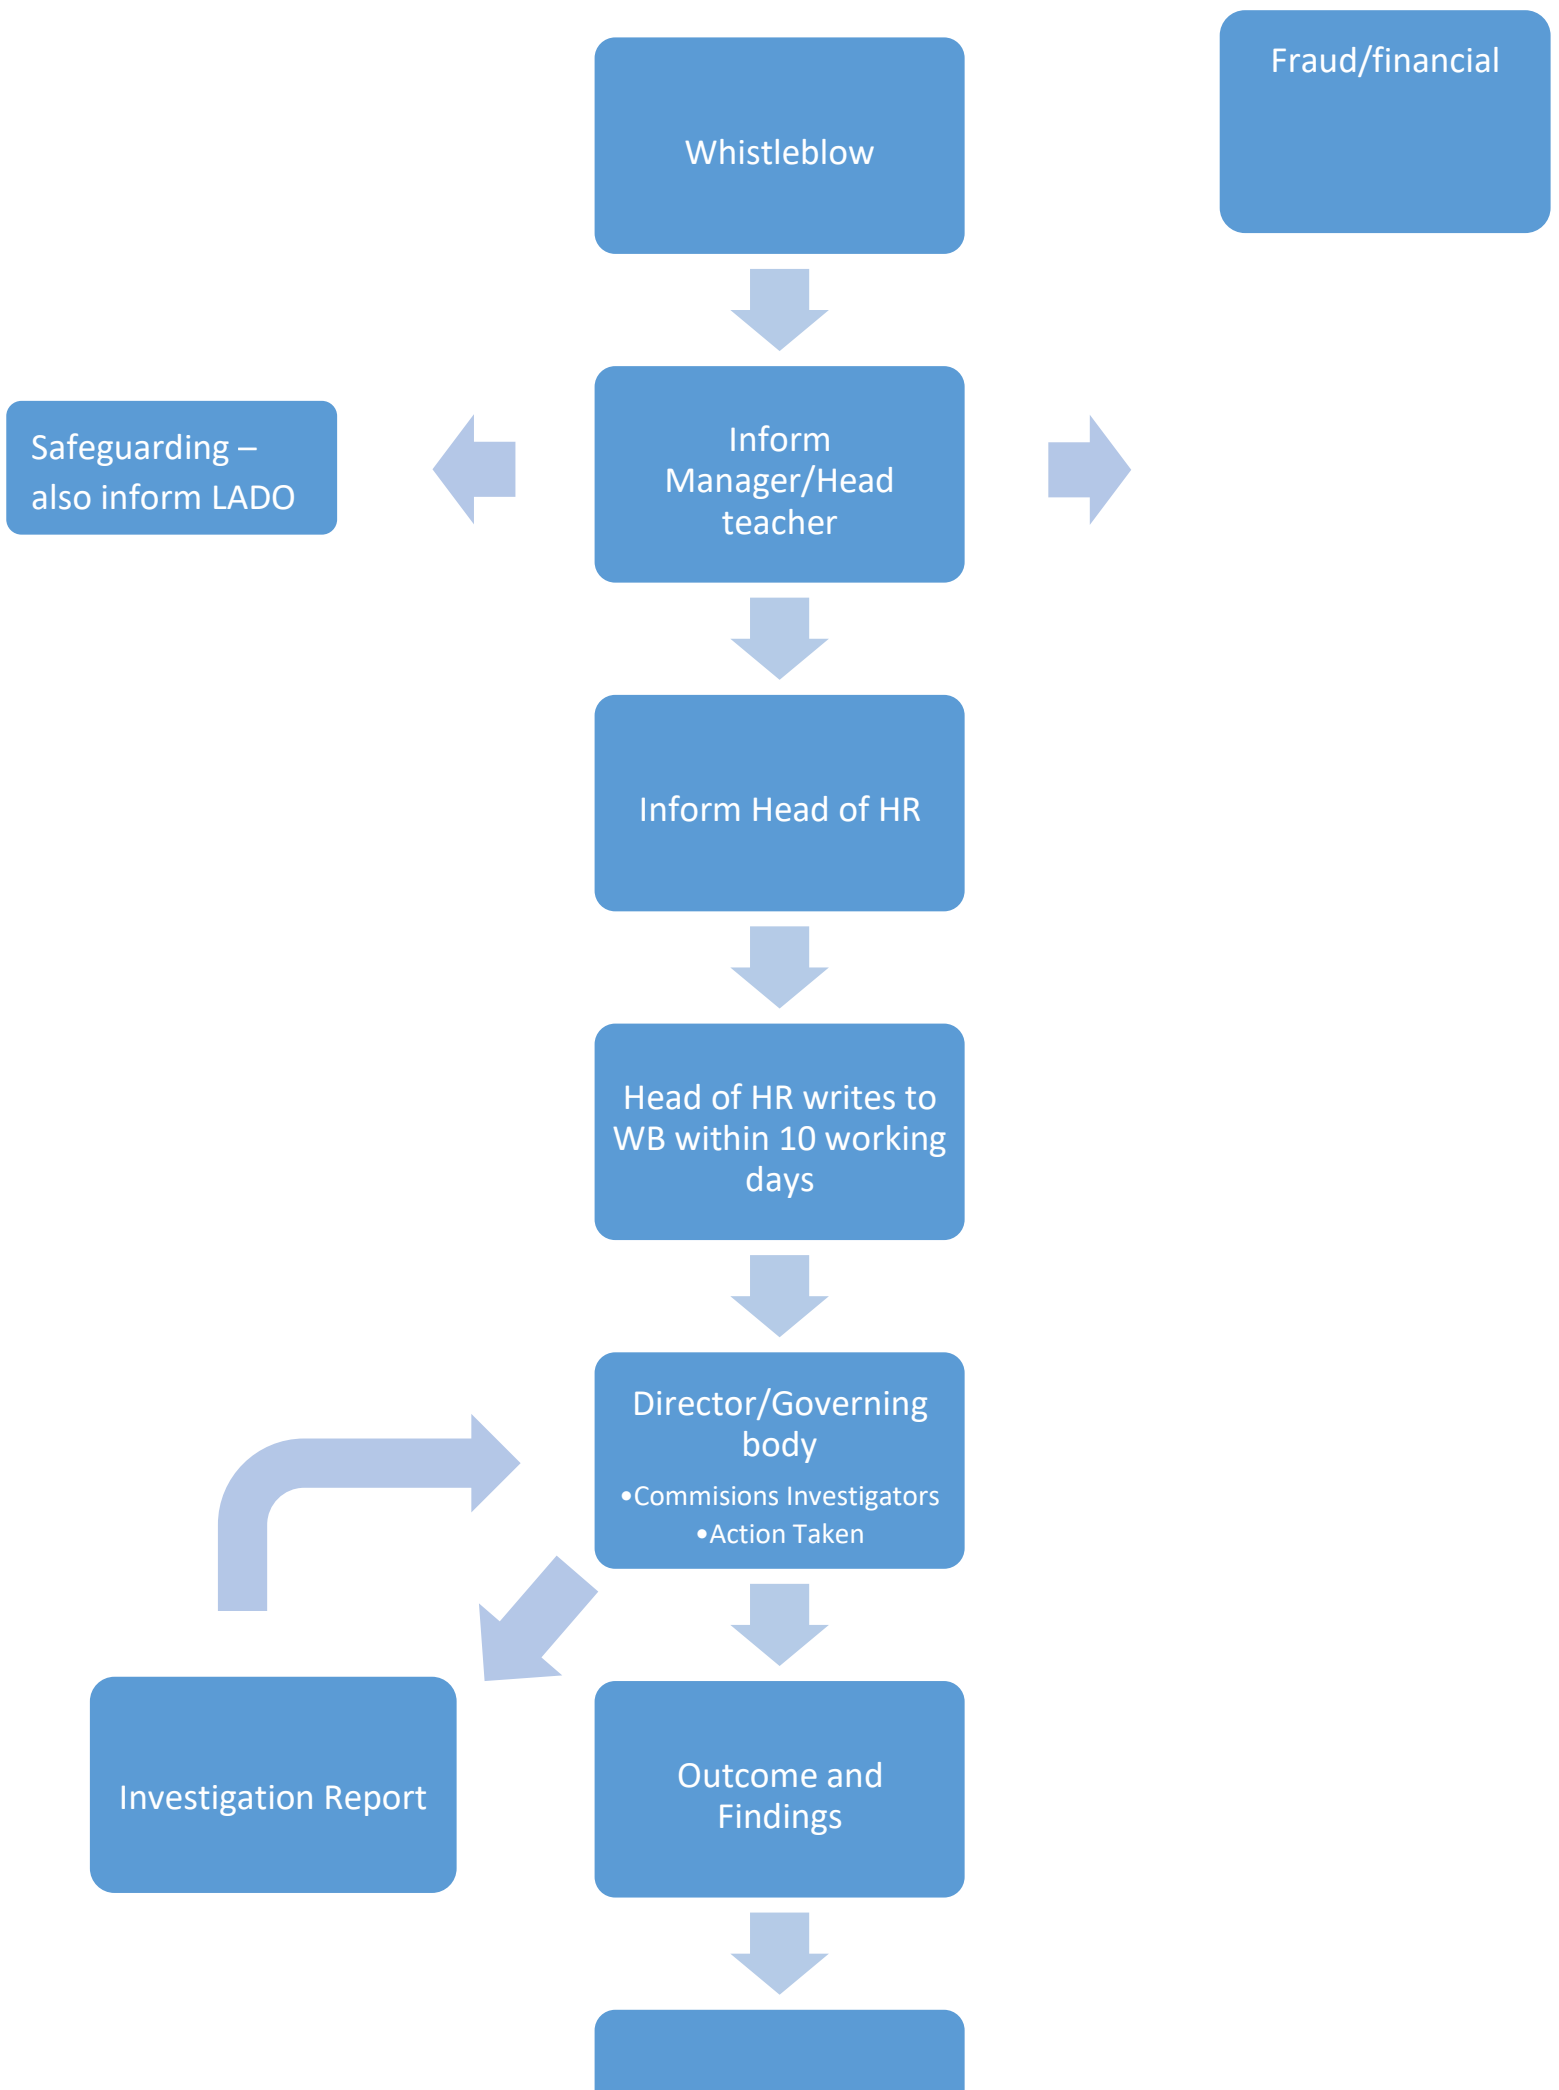 Whistleblow
Fraud/financial
Safeguarding –
also inform LADO
Inform
Manager/Head
teacher
Inform Head of HR
Head of HR writes to
WB within 10 working
days
Director/Governing
body
•Commisions Investigators
•Action Taken
Investigation Report
Outcome and
Findings